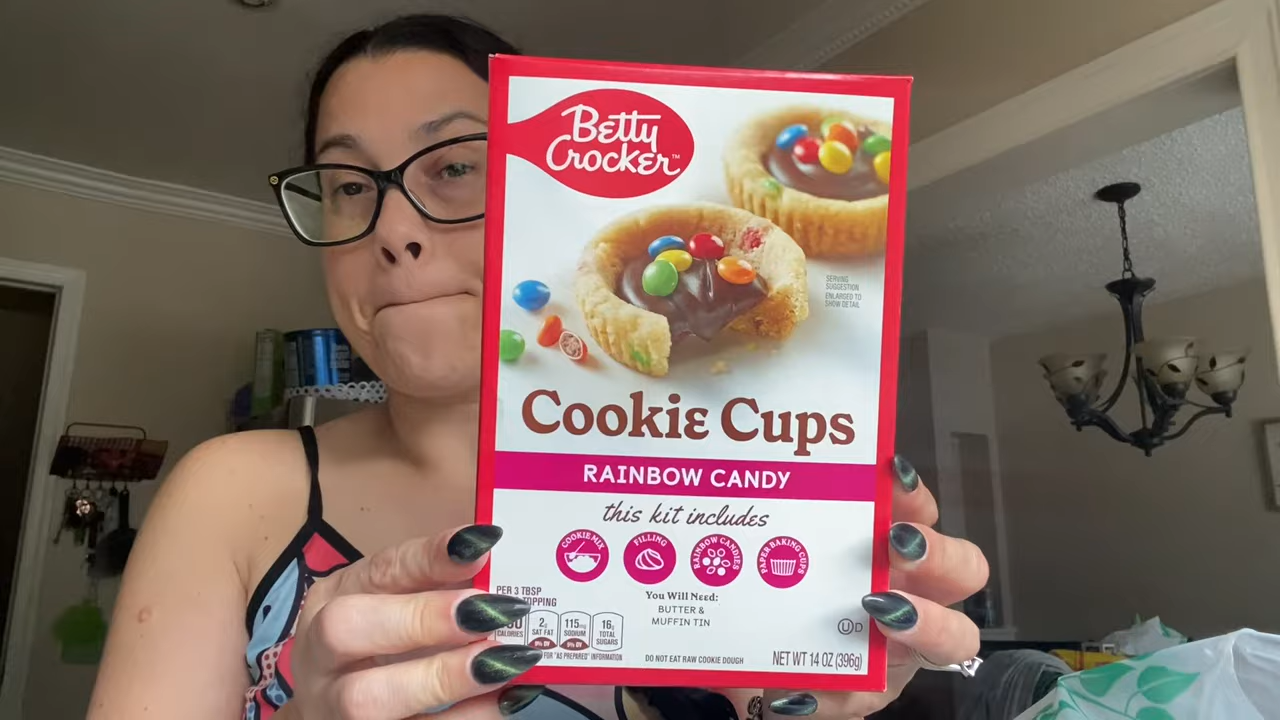 Betty
Crocker™
SERVING
SUGGESTION
ENLARGED TO
SHOW DETAIL
Cookie Cups
RAINBOW CANDY
this kit includes
COOKIE MIX
FILLING
RAINBOW CANDIES
PAPER BAKING CUPS
PER 3 TBSP
TOPPING
CALORIES
2g
SAT FAT
115mg
SODIUM
16g
TOTAL
SUGARS
FOR "AS PREPARED" INFORMATION
You Will Need:
BUTTER &
MUFFIN TIN
DO NOT EAT RAW COOKIE DOUGH
U D
NET WT 14 OZ (396g)